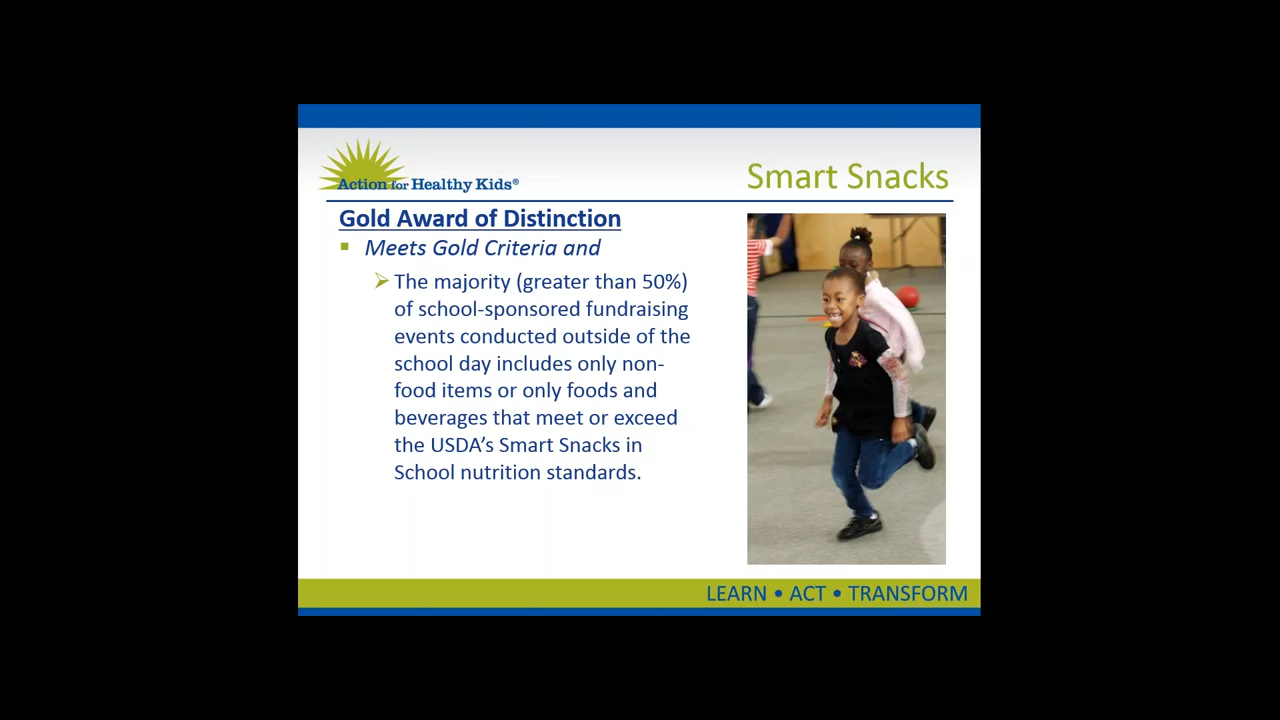 Action for Healthy Kids®
Smart Snacks
Gold Award of Distinction
▪ Meets Gold Criteria and
➢ The majority (greater than 50%)
of school-sponsored fundraising
events conducted outside of the
school day includes only non-
food items or only foods and
beverages that meet or exceed
the USDA’s Smart Snacks in
School nutrition standards.
LEARN • ACT • TRANSFORM